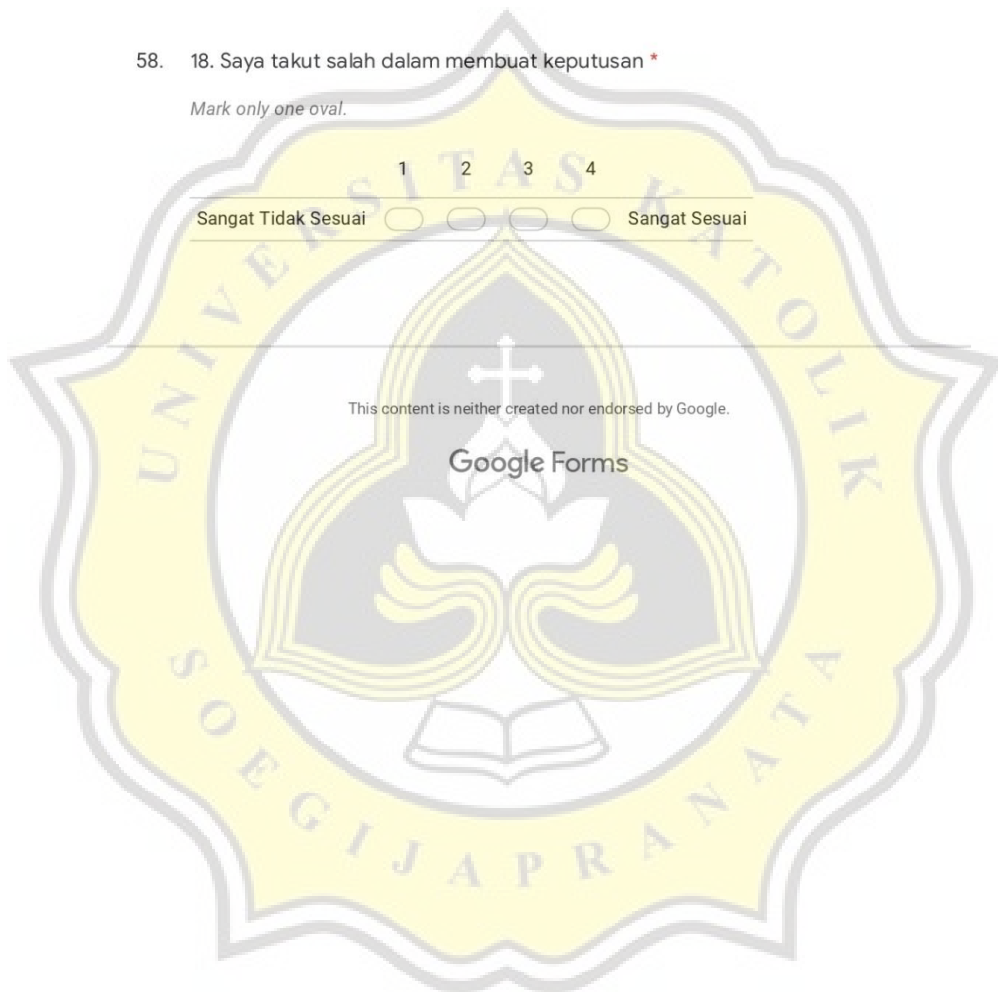 58. 18. Saya takut salah dalam membuat keputusan *
Mark only one oval.
1 2 3 4
Sangat Tidak Sesuai Sangat Sesuai
This content is neither created nor endorsed by Google.
Google Forms
UNIVERSITAS KATOLIK
SOEGIJAPRANATA